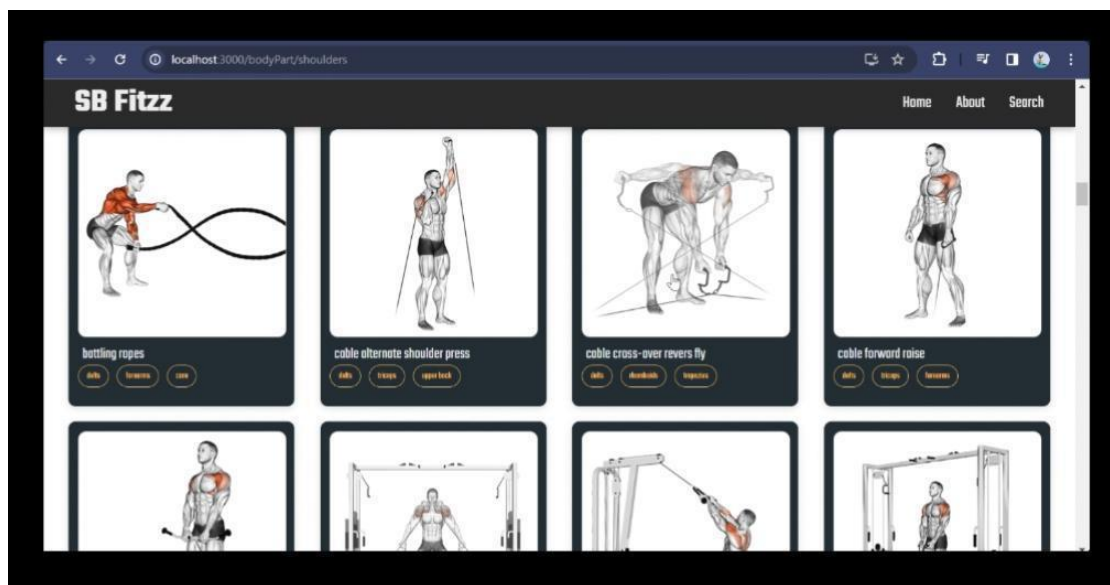 localhost:3000/bodyPart/shoulders
SB Fitzz
Home About Search
battling ropes
cable alternate shoulder press
cable cross-over revers fly
cable forward raise
delts forearms core
delts triceps upper back
delts rhomboids trapezius
delts triceps forearms